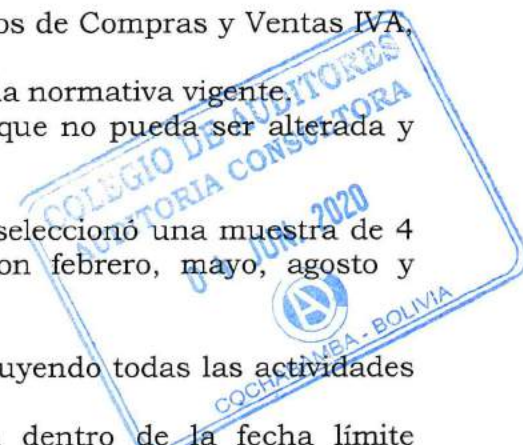 os de Compras y Ventas IVA,
la normativa vigente.
que no pueda ser alterada y
seleccionó una muestra de 4
on febrero, mayo, agosto y
uyendo todas las actividades
dentro de la fecha límite
COLEGIO DE AUDITORES
AUDITORIA CONSULTORA
JUN. 2020
A
COCHABAMBA - BOLIVIA